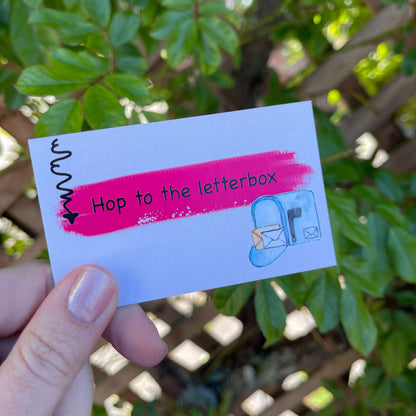 Hop to the letterbox